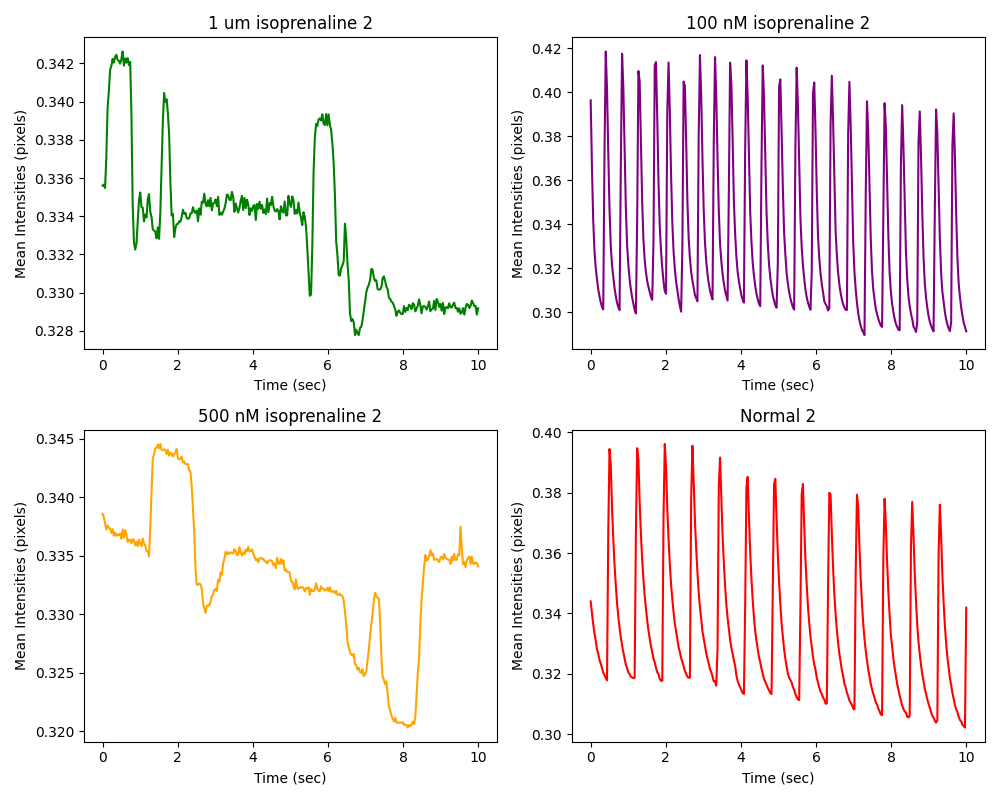 1 um isoprenaline 2
Mean Intensities (pixels)
0.342
0.340
0.338
0.336
0.334
0.332
0.330
0.328
0 2 4 6 8 10
Time (sec)
100 nM isoprenaline 2
Mean Intensities (pixels)
0.42
0.40
0.38
0.36
0.34
0.32
0.30
0 2 4 6 8 10
Time (sec)
500 nM isoprenaline 2
Mean Intensities (pixels)
0.345
0.340
0.335
0.330
0.325
0.320
0 2 4 6 8 10
Time (sec)
Normal 2
Mean Intensities (pixels)
0.40
0.38
0.36
0.34
0.32
0.30
0 2 4 6 8 10
Time (sec)